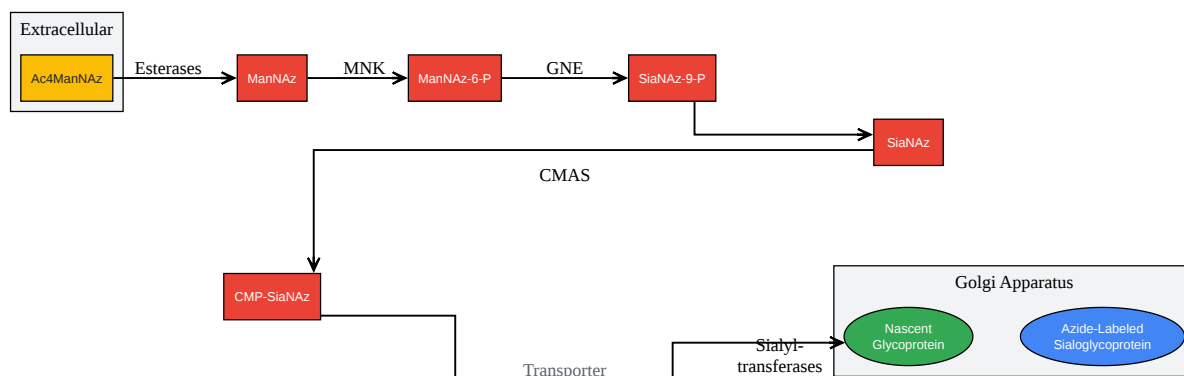 Extracellular
Ac4ManNAz
Esterases
ManNAz
MNK
ManNAz-6-P
GNE
SiaNAz-9-P
SiaNAz
CMAS
CMP-SiaNAz
Golgi Apparatus
Nascent
Glycoprotein
Azide-Labeled
Sialoglycoprotein
Sialyl-
transferases
Transporter